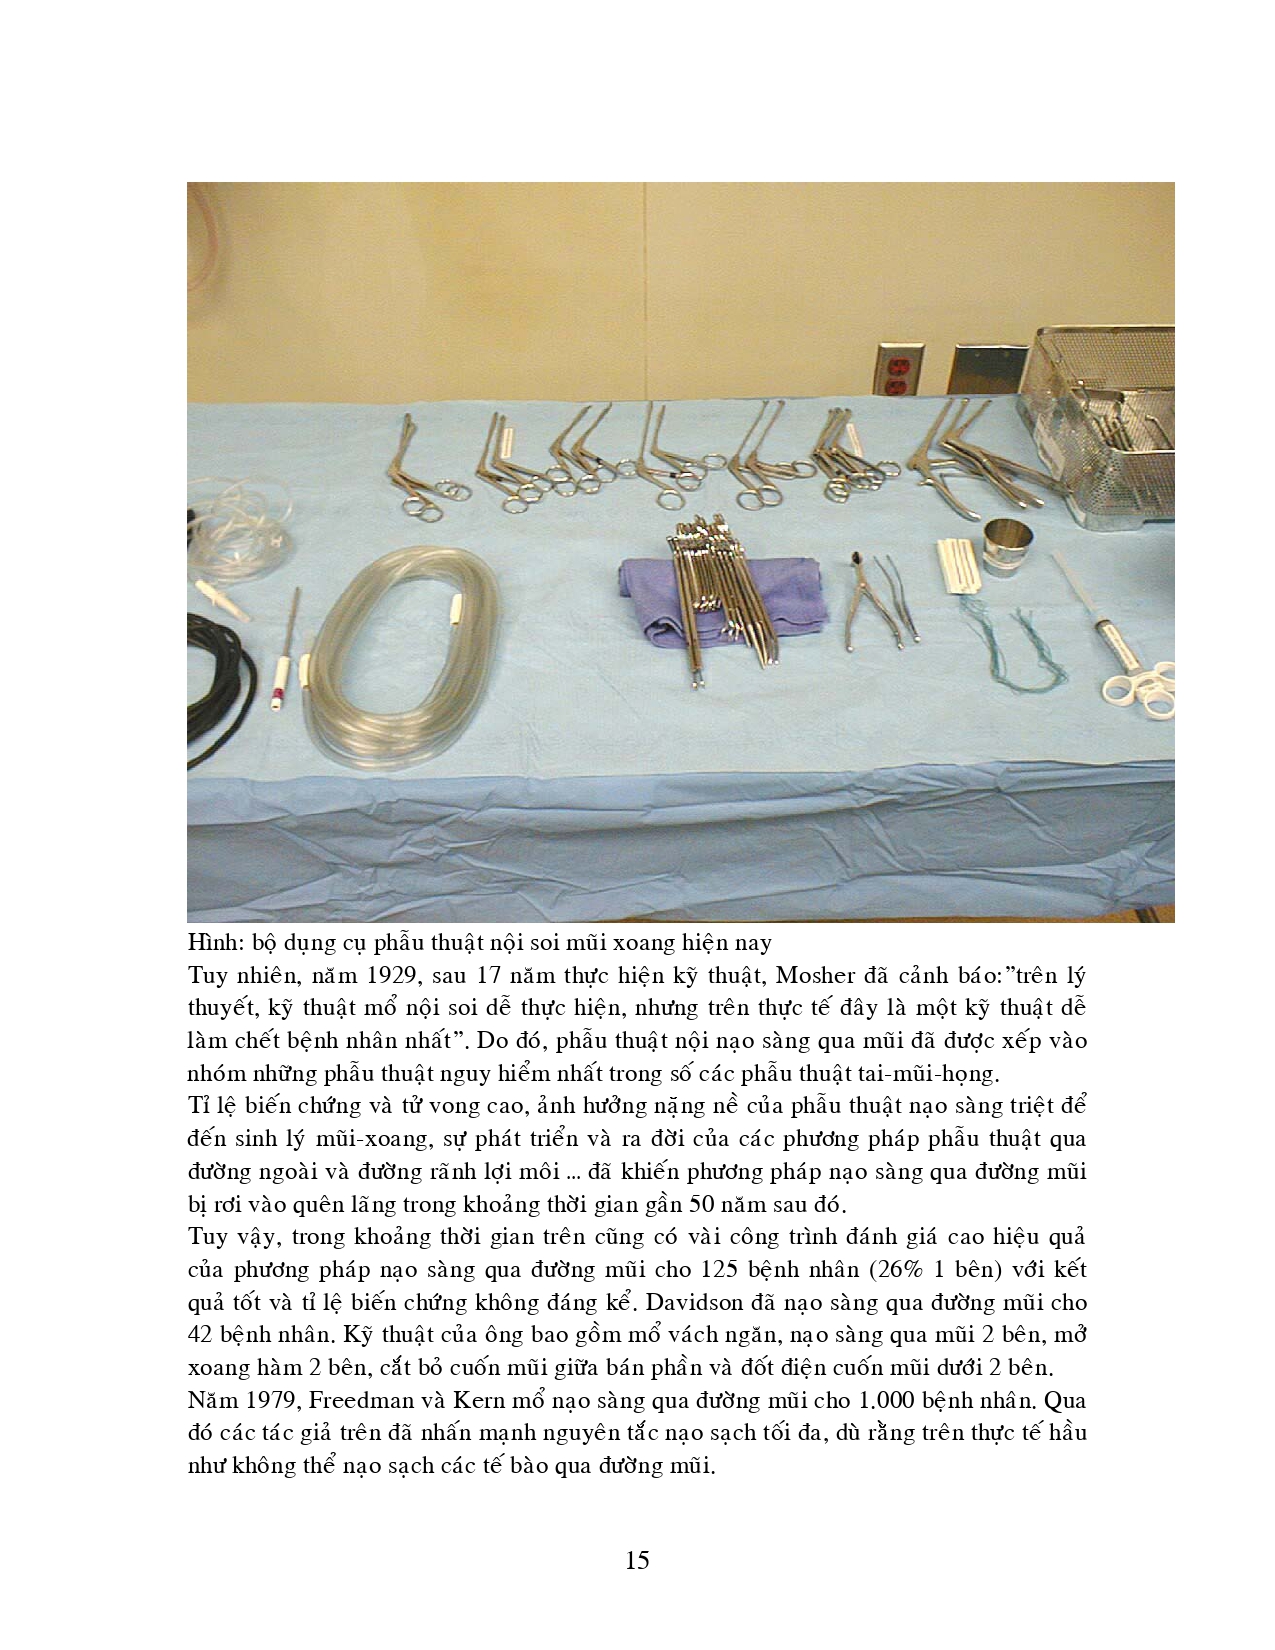 Hình: bộ dụng cụ phẫu thuật nội soi mũi xoang hiện nay
Tuy nhiên, năm 1929, sau 17 năm thực hiện kỹ thuật, Mosher đã cảnh báo:”trên lý
thuyết, kỹ thuật mổ nội soi dễ thực hiện, nhưng trên thực tế đây là một kỹ thuật dễ
làm chết bệnh nhân nhất”. Do đó, phẫu thuật nội nạo sàng qua mũi đã được xếp vào
nhóm những phẫu thuật nguy hiểm nhất trong số các phẫu thuật tai-mũi-họng.
Tỉ lệ biến chứng và tử vong cao, ảnh hưởng nặng nề của phẫu thuật nạo sàng triệt để
đến sinh lý mũi-xoang, sự phát triển và ra đời của các phương pháp phẫu thuật qua
đường ngoài và đường rãnh lợi môi ... đã khiến phương pháp nạo sàng qua đường mũi
bị rơi vào quên lãng trong khoảng thời gian gần 50 năm sau đó.
Tuy vậy, trong khoảng thời gian trên cũng có vài công trình đánh giá cao hiệu quả
của phương pháp nạo sàng qua đường mũi cho 125 bệnh nhân (26% 1 bên) với kết
quả tốt và tỉ lệ biến chứng không đáng kể. Davidson đã nạo sàng qua đường mũi cho
42 bệnh nhân. Kỹ thuật của ông bao gồm mổ vách ngăn, nạo sàng qua mũi 2 bên, mở
xoang hàm 2 bên, cắt bỏ cuốn mũi giữa bán phần và đốt điện cuốn mũi dưới 2 bên.
Năm 1979, Freedman và Kern mổ nạo sàng qua đường mũi cho 1.000 bệnh nhân. Qua
đó các tác giả trên đã nhấn mạnh nguyên tắc nạo sạch tối đa, dù rằng trên thực tế hầu
như không thể nạo sạch các tế bào qua đường mũi.
15